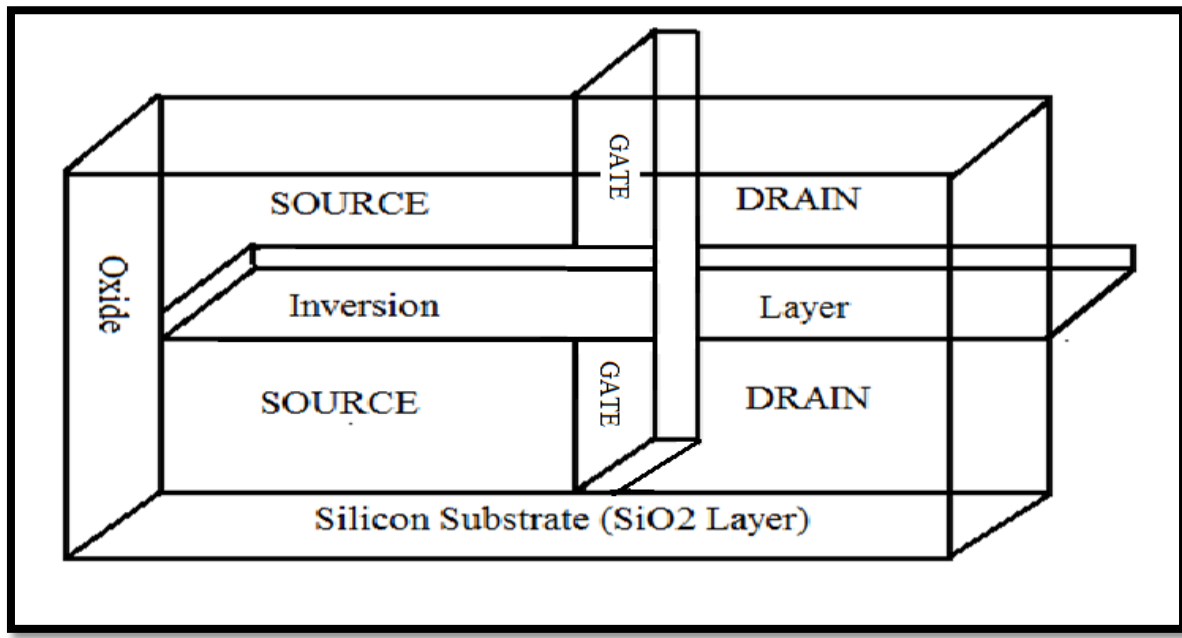 GATE
SOURCE
DRAIN
Oxide
Inversion
Layer
SOURCE
GATE
DRAIN
Silicon Substrate (SiO2 Layer)